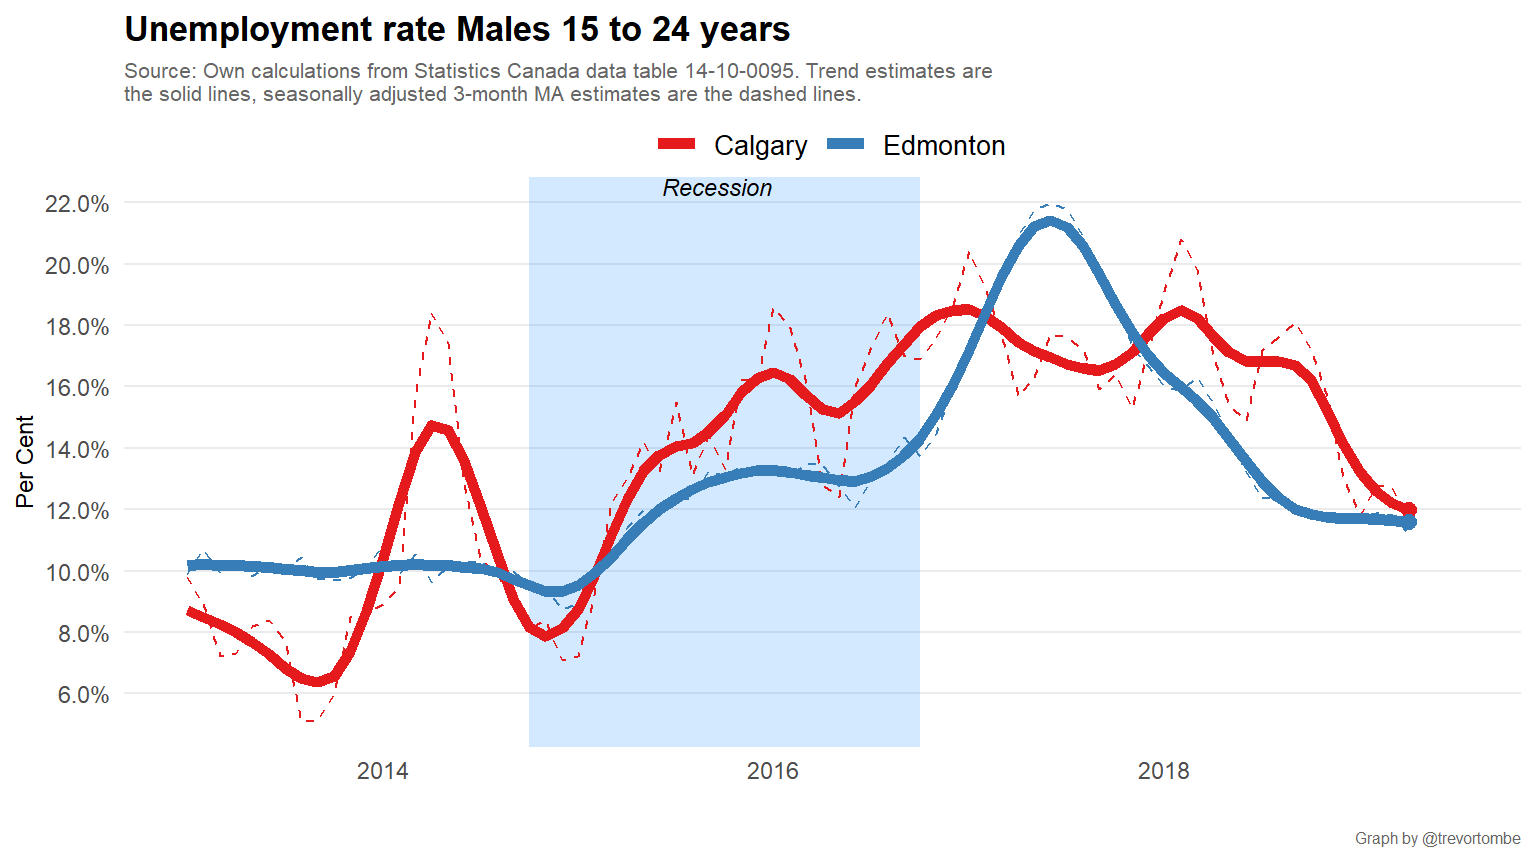 Unemployment rate Males 15 to 24 years
Source: Own calculations from Statistics Canada data table 14-10-0095. Trend estimates are
the solid lines, seasonally adjusted 3-month MA estimates are the dashed lines.
Calgary Edmonton
Recession
22.0%
20.0%
18.0%
16.0%
14.0%
12.0%
10.0%
8.0%
6.0%
Per Cent
2014 2016 2018
Graph by @trevortombe